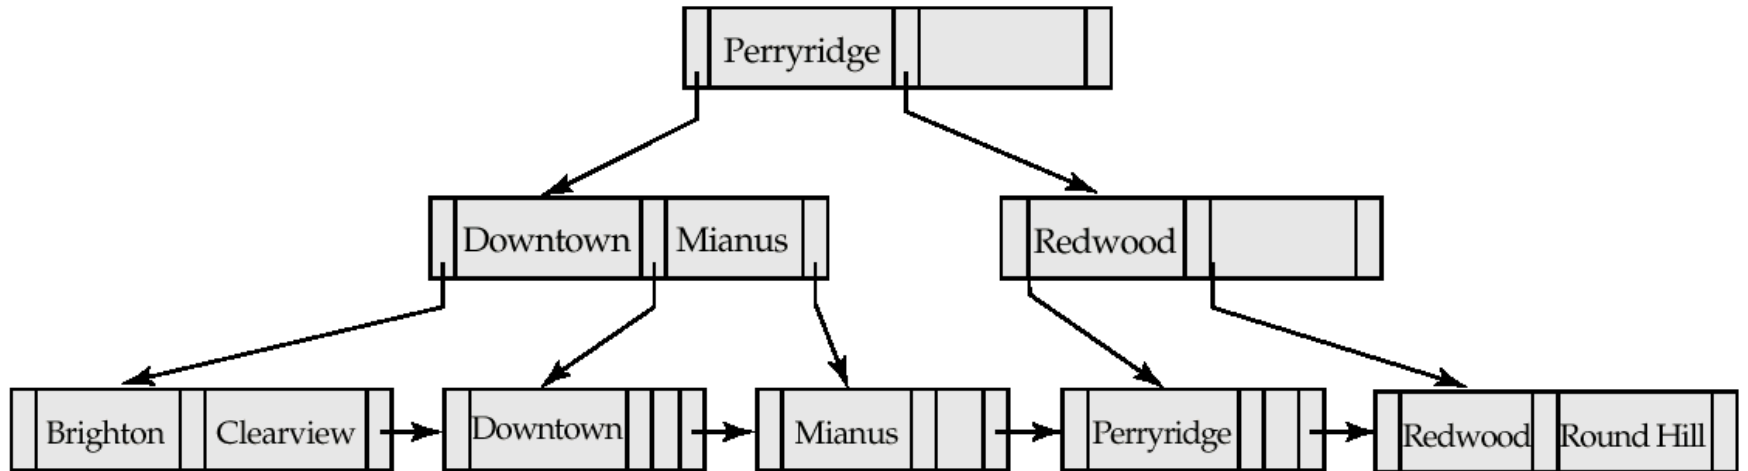 Perryridge
Downtown Mianus
Redwood
Brighton Clearview
Downtown
Mianus
Perryridge
Redwood Round Hill